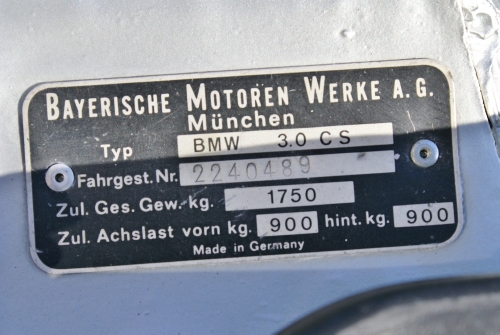 BAYERISCHE MOTOREN WERKE A.G.
München
Typ BMW 3.0 CS
Fahrgest.Nr. 2240489
Zul. Ges. Gew. kg. 1750
Zul. Achslast vorn kg. 900 hint. kg. 900
Made in Germany